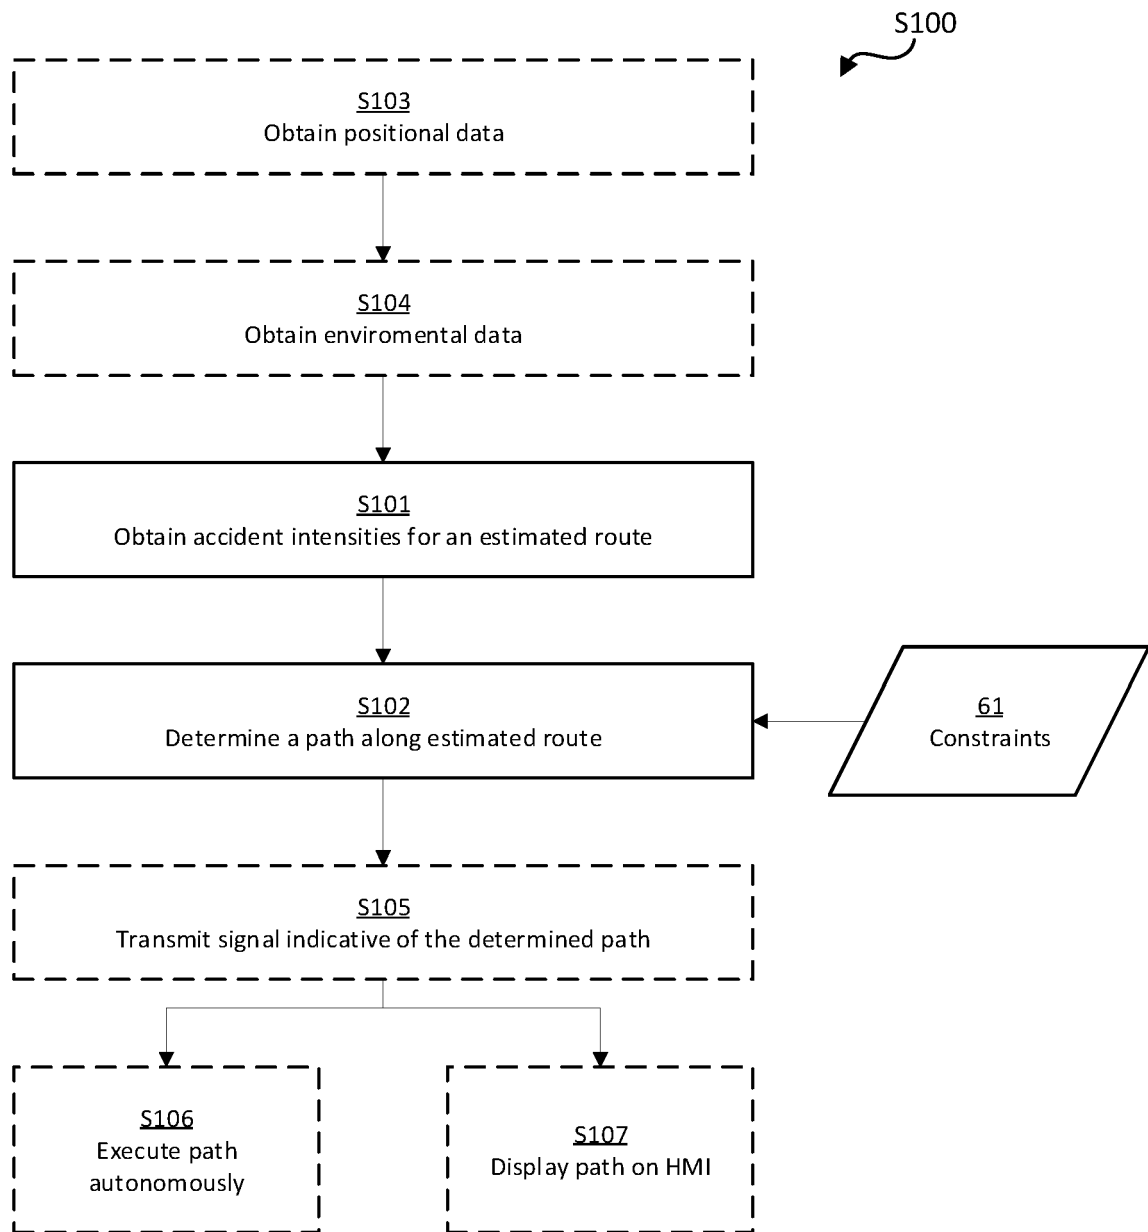 S100
S103
Obtain positional data
S104
Obtain enviromental data
S101
Obtain accident intensities for an estimated route
S102
Determine a path along estimated route
61
Constraints
S105
Transmit signal indicative of the determined path
S106
Execute path
autonomously
S107
Display path on HMI